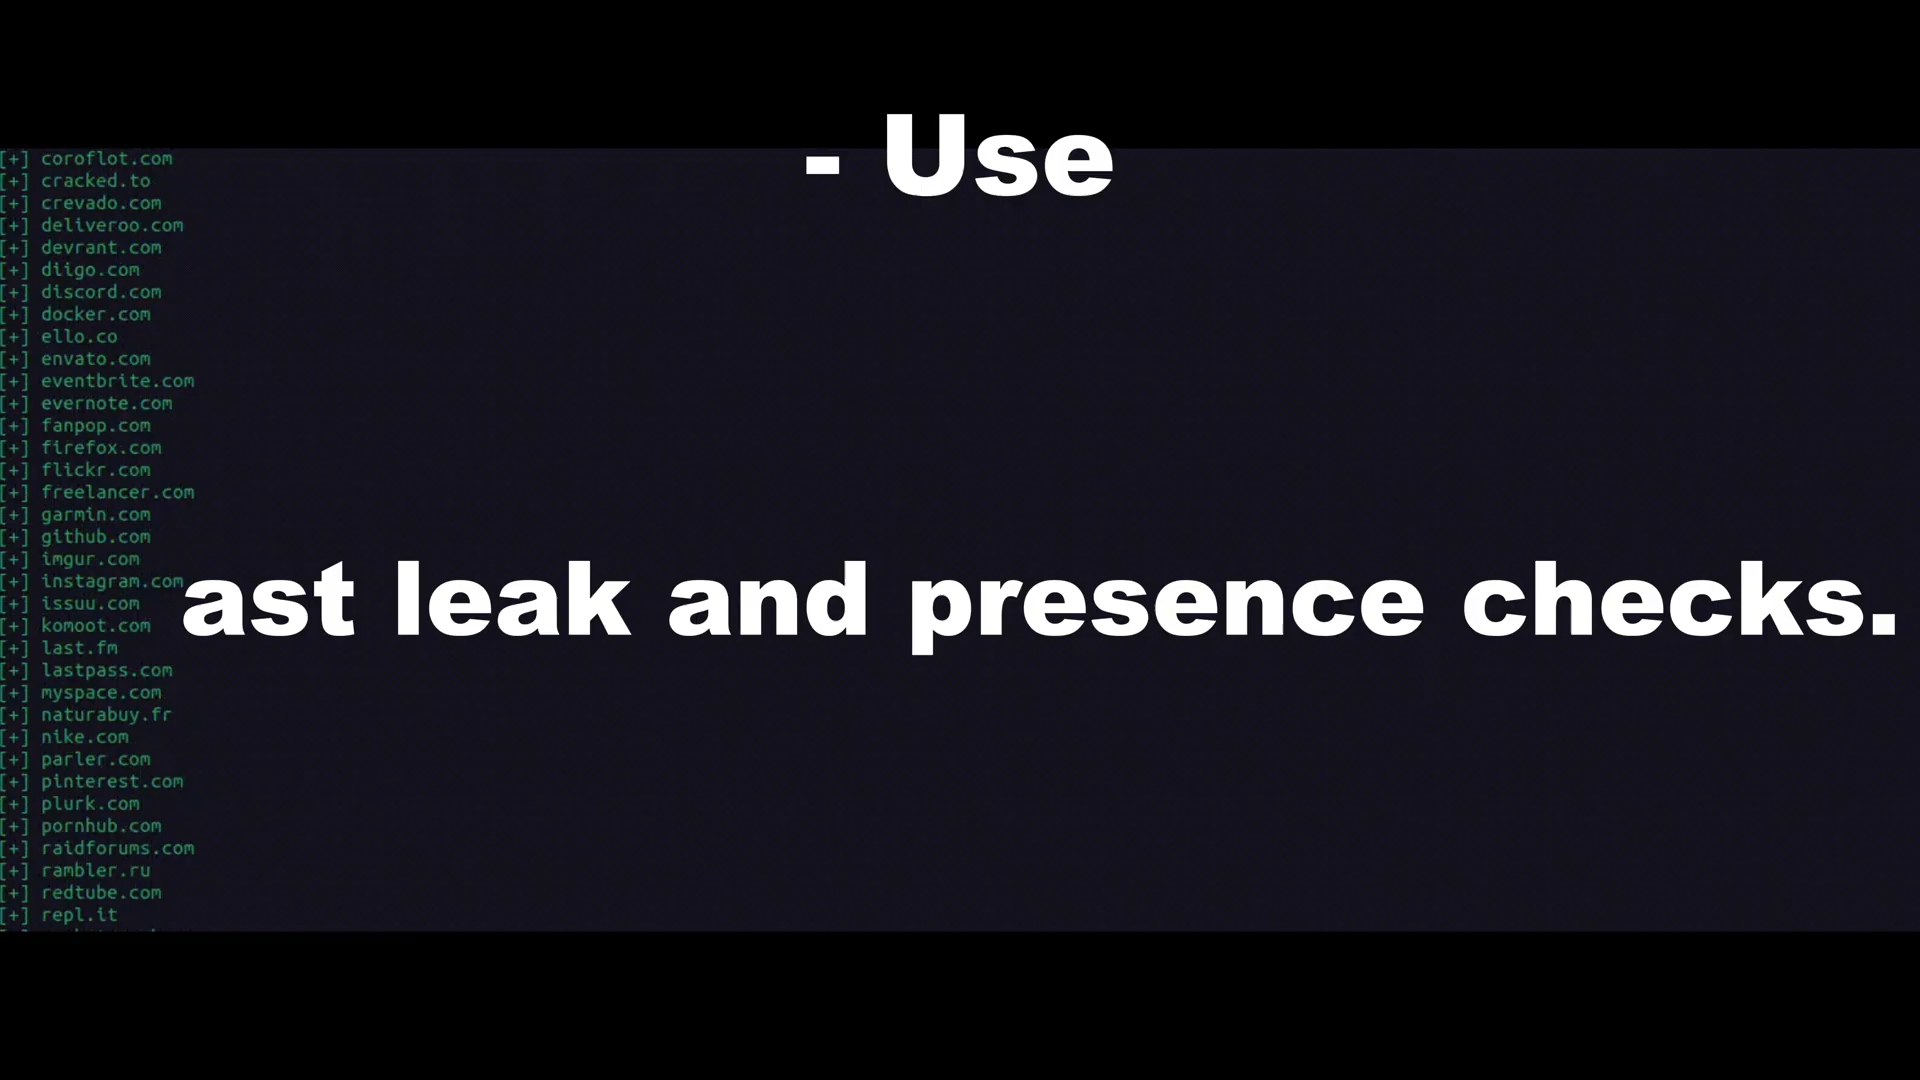 - Use
[+] coroflot.com
[+] cracked.to
[+] crevado.com
[+] deliveroo.com
[+] devrant.com
[+] diigo.com
[+] discord.com
[+] docker.com
[+] ello.co
[+] envato.com
[+] eventbrite.com
[+] evernote.com
[+] fanpop.com
[+] firefox.com
[+] flickr.com
[+] freelancer.com
[+] garmin.com
[+] github.com
[+] imgur.com
[+] instagram.com
ast leak and presence checks.
[+] issuu.com
[+] komoot.com
[+] last.fm
[+] lastpass.com
[+] myspace.com
[+] naturabuy.fr
[+] nike.com
[+] parler.com
[+] pinterest.com
[+] plurk.com
[+] pornhub.com
[+] raidforums.com
[+] rambler.ru
[+] redtube.com
[+] repl.it